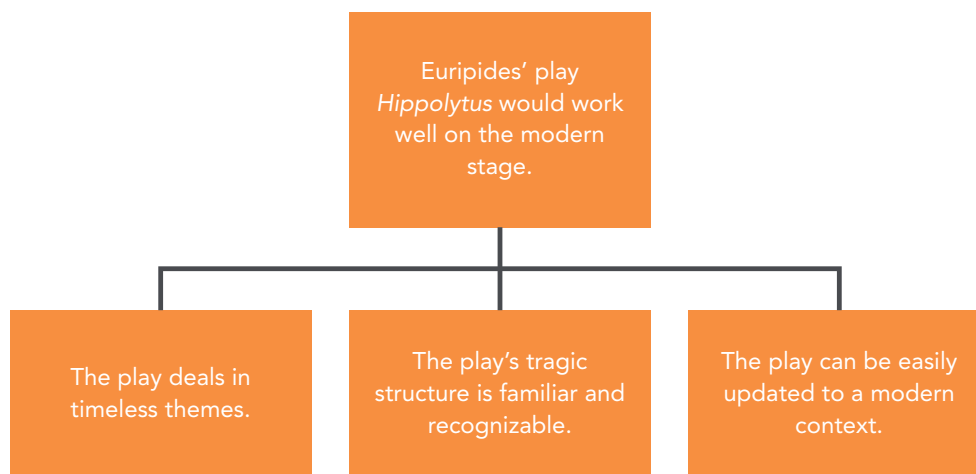 Euripides’ play
Hippolytus would work
well on the modern
stage.
The play deals in
timeless themes.
The play’s tragic
structure is familiar and
recognizable.
The play can be easily
updated to a modern
context.